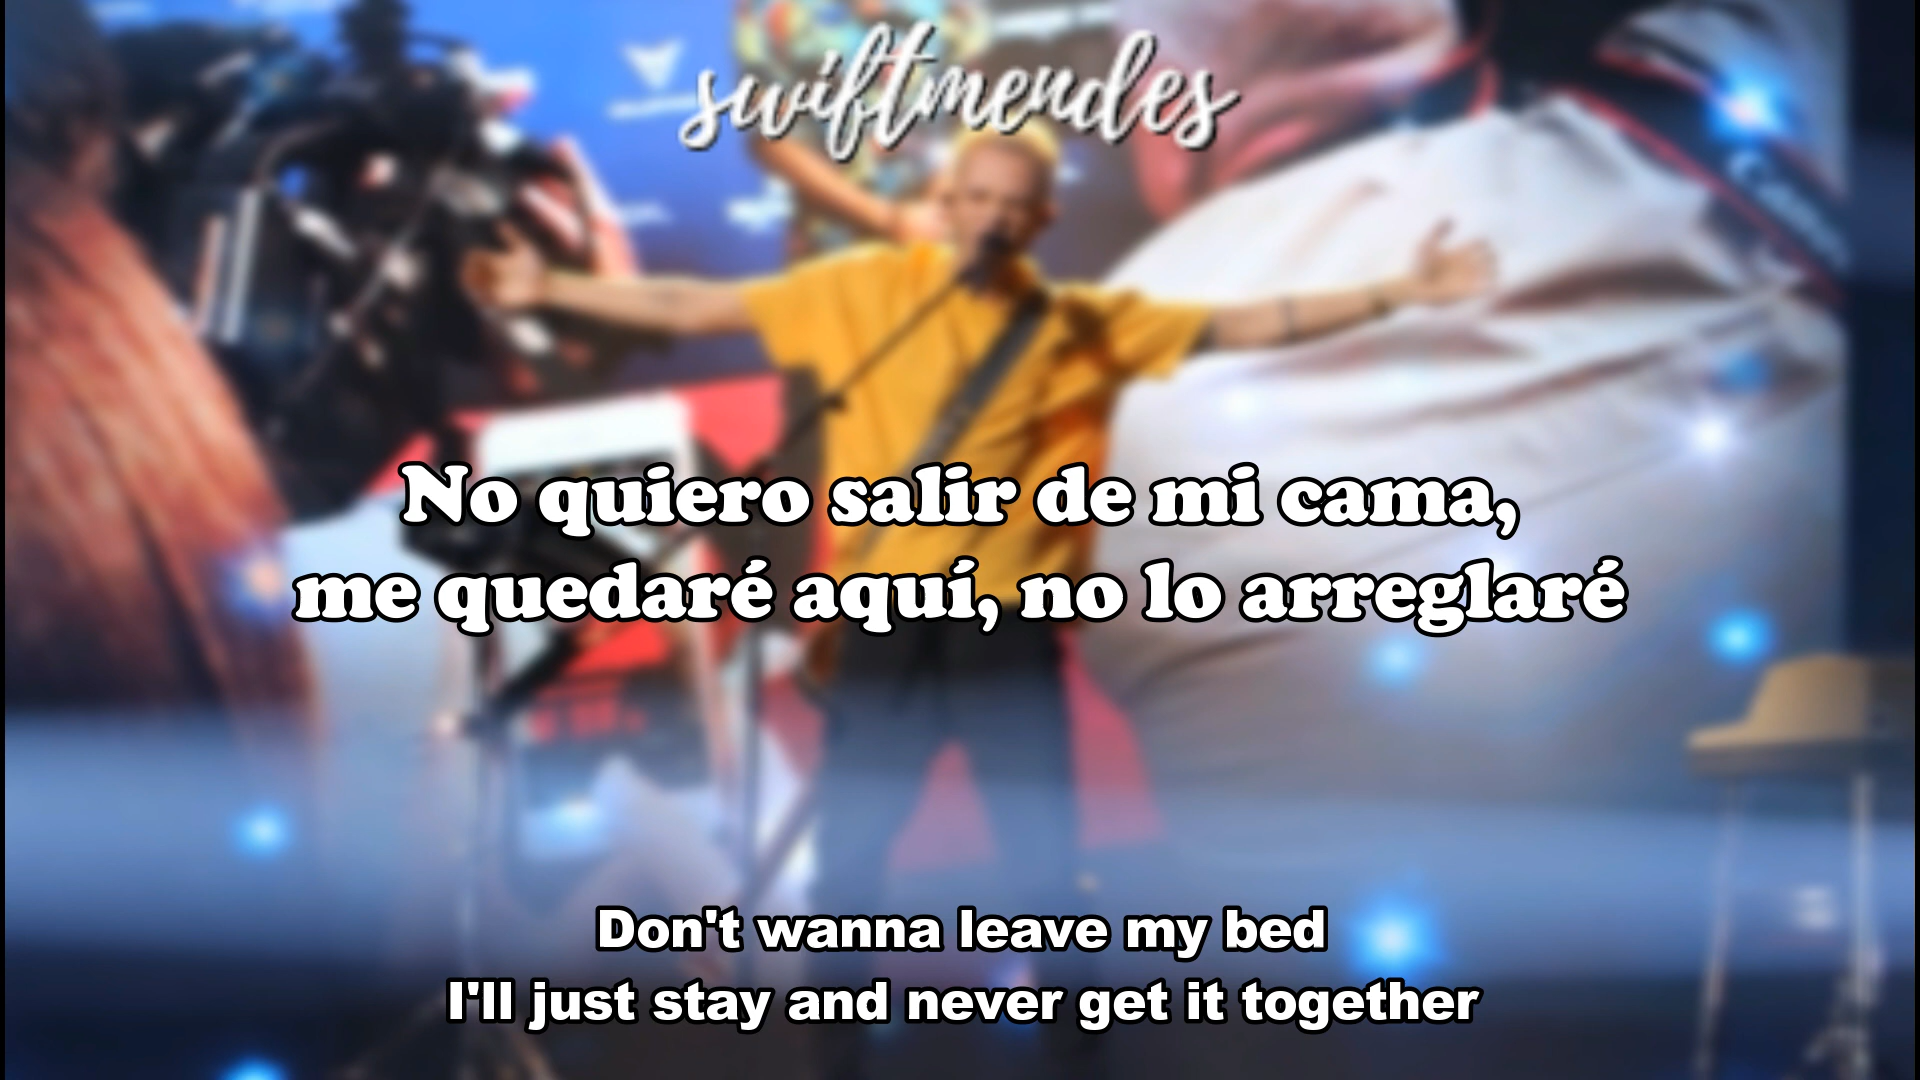 swiftmendes
No quiero salir de mi cama,
me quedaré aquí, no lo arreglaré
Don't wanna leave my bed
I'll just stay and never get it together